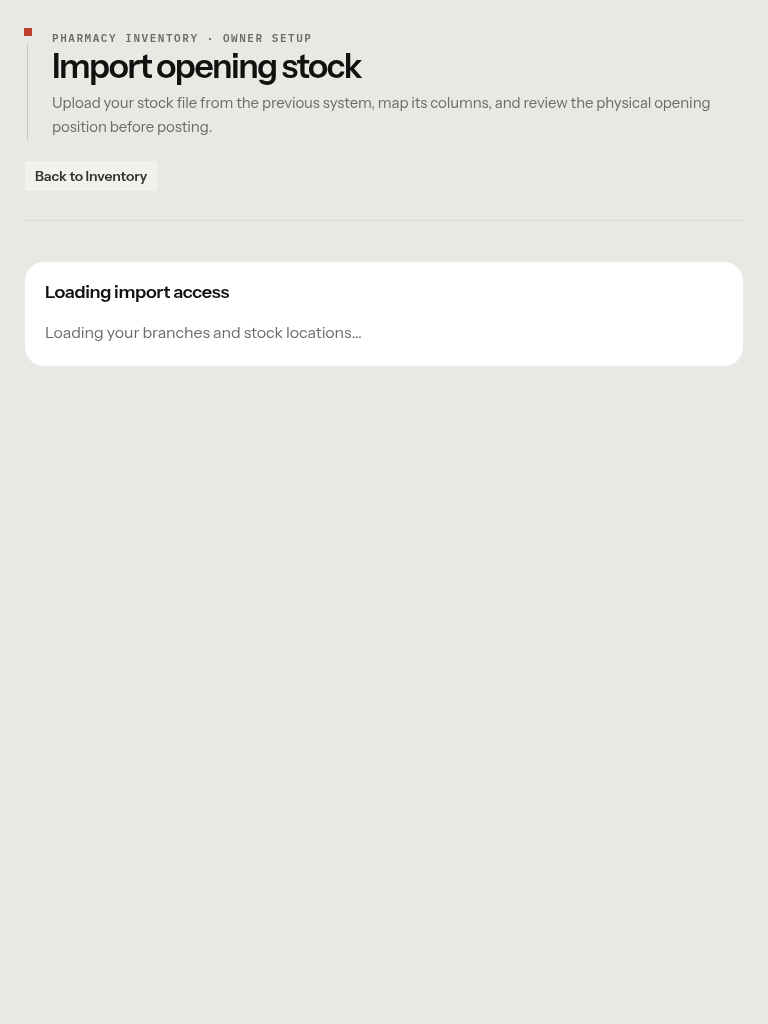 PHARMACY INVENTORY · OWNER SETUP
Import opening stock
Upload your stock file from the previous system, map its columns, and review the physical opening
position before posting.
Back to Inventory
Loading import access
Loading your branches and stock locations...